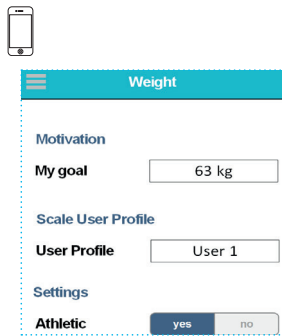 Weight
Motivation
My goal 63 kg
Scale User Profile
User Profile User 1
Settings
Athletic yes no